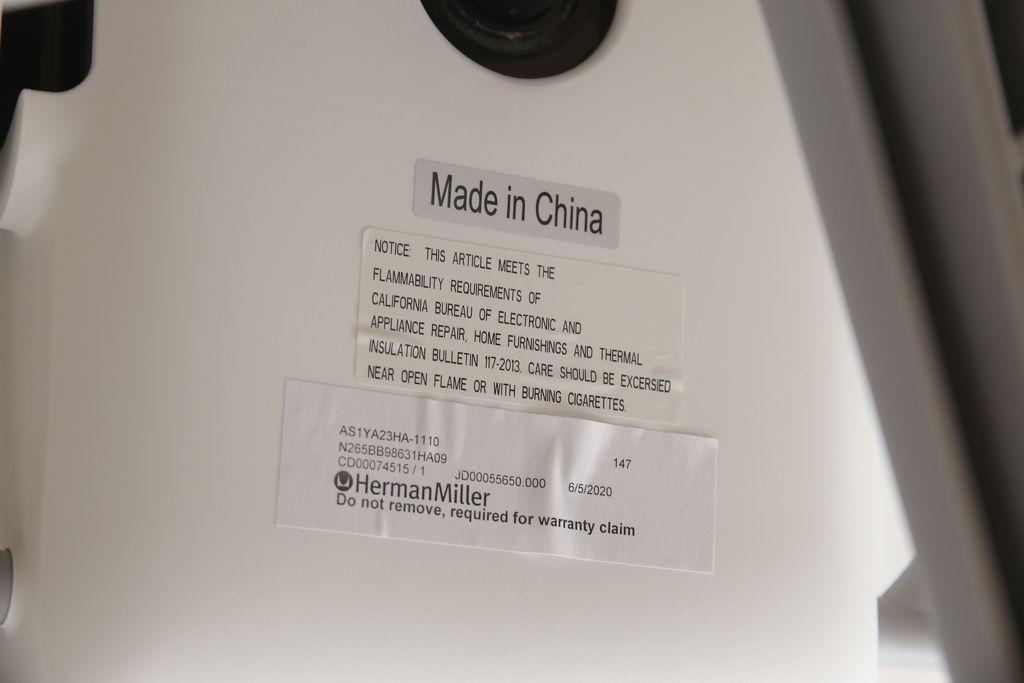 Made in China
NOTICE: THIS ARTICLE MEETS THE
FLAMMABILITY REQUIREMENTS OF
CALIFORNIA BUREAU OF ELECTRONIC AND
APPLIANCE REPAIR, HOME FURNISHINGS AND THERMAL
INSULATION BULLETIN 117-2013. CARE SHOULD BE EXCERSIED
NEAR OPEN FLAME OR WITH BURNING CIGARETTES.
AS1YA23HA-1110
N265BB98631HA09 147
CD00074515 / 1 JD00055650.000 6/5/2020
HermanMiller
Do not remove, required for warranty claim